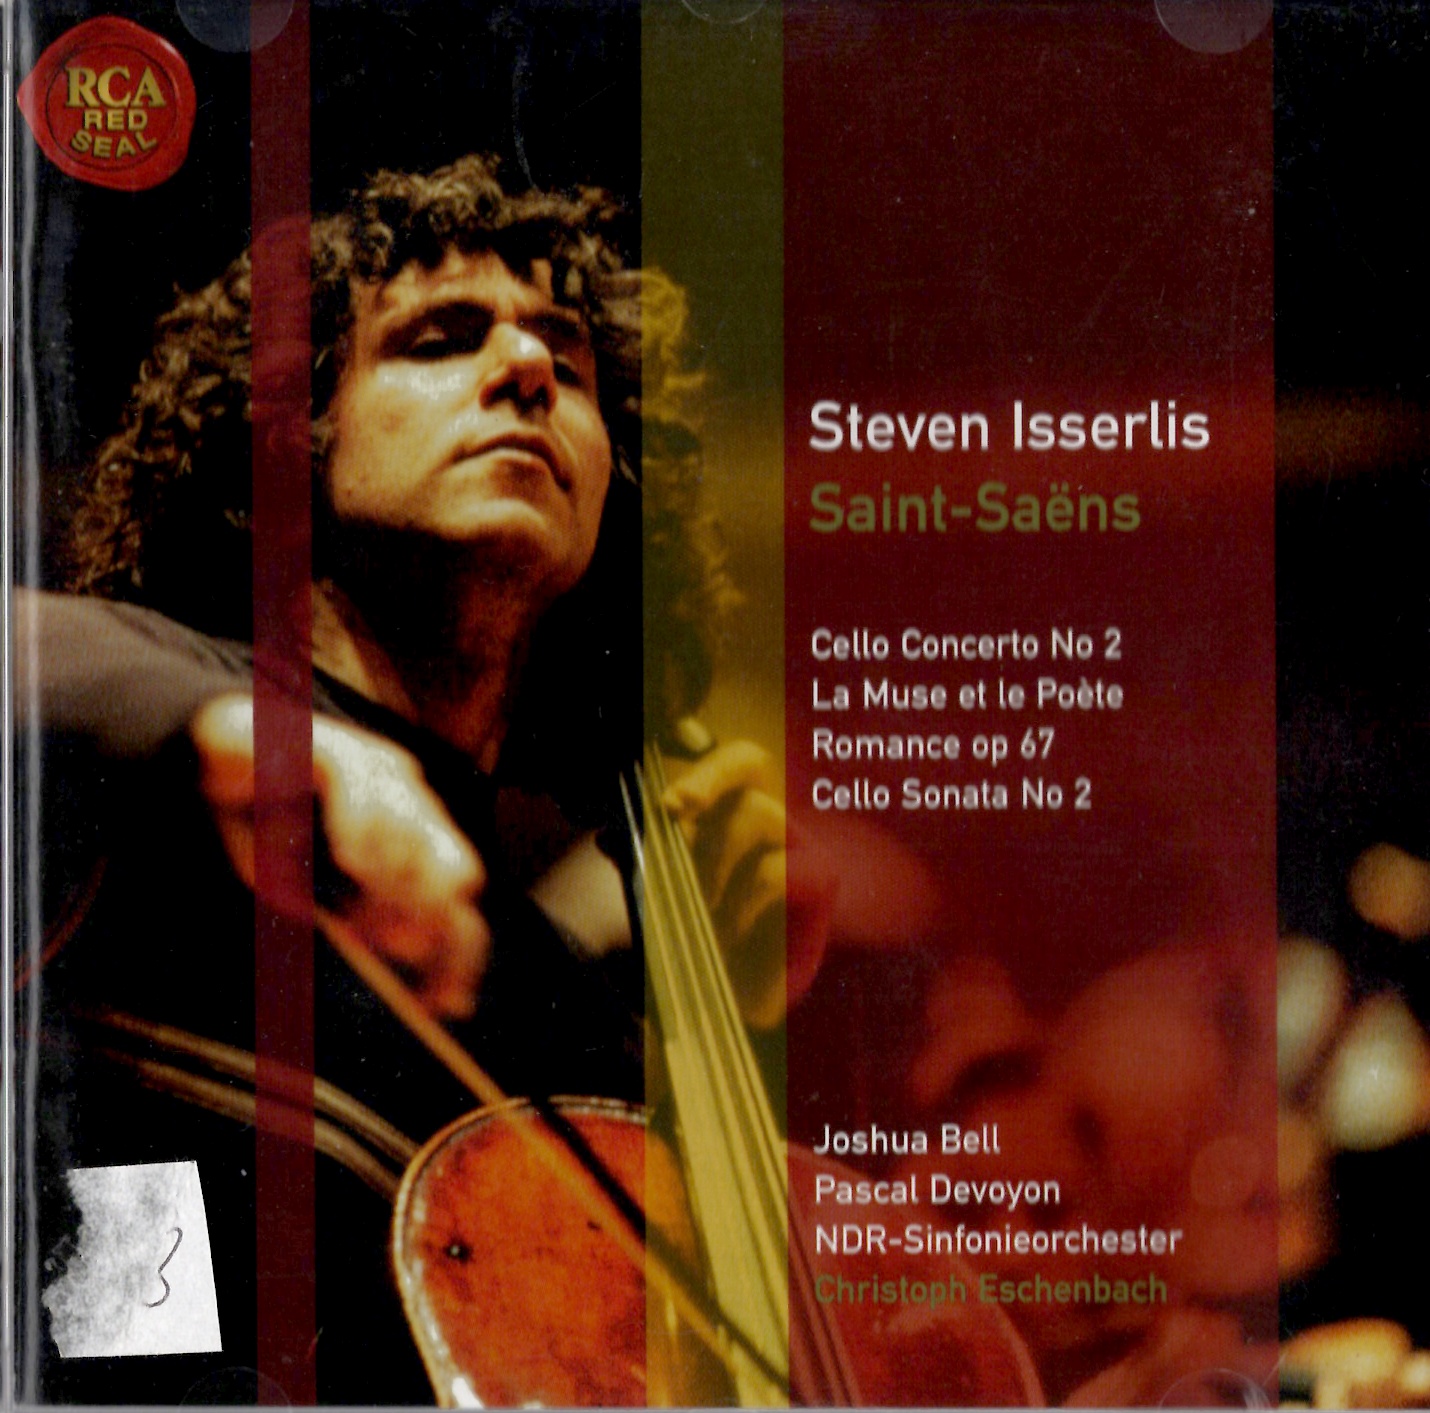 RCA
RED
SEAL
Steven Isserlis
Saint-Saëns
Cello Concerto No 2
La Muse et le Poète
Romance op 67
Cello Sonata No 2
Joshua Bell
Pascal Devoyon
NDR-Sinfonieorchester
Christoph Eschenbach
3